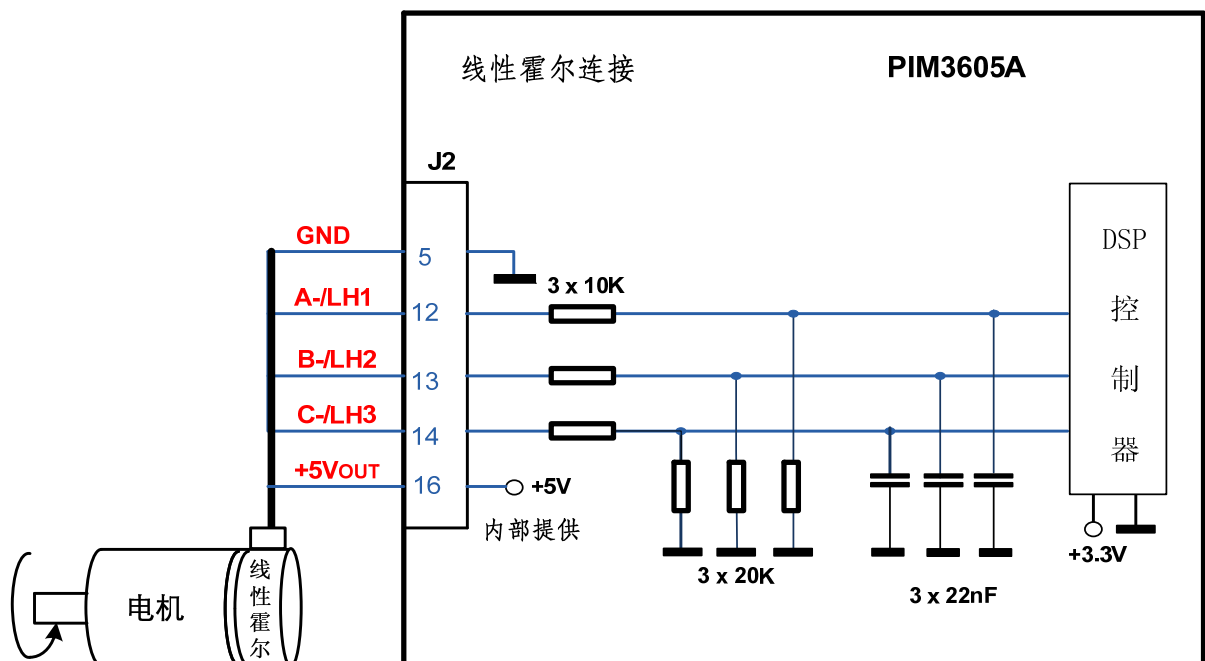 线性霍尔连接
PIM3605A
J2
GND
5
3 x 10K
A-/LH1
12
B-/LH2
13
C-/LH3
14
+5VOUT
16
+5V
内部提供
DSP
控
制
器
+3.3V
3 x 20K
3 x 22nF
电机
线
性
霍
尔